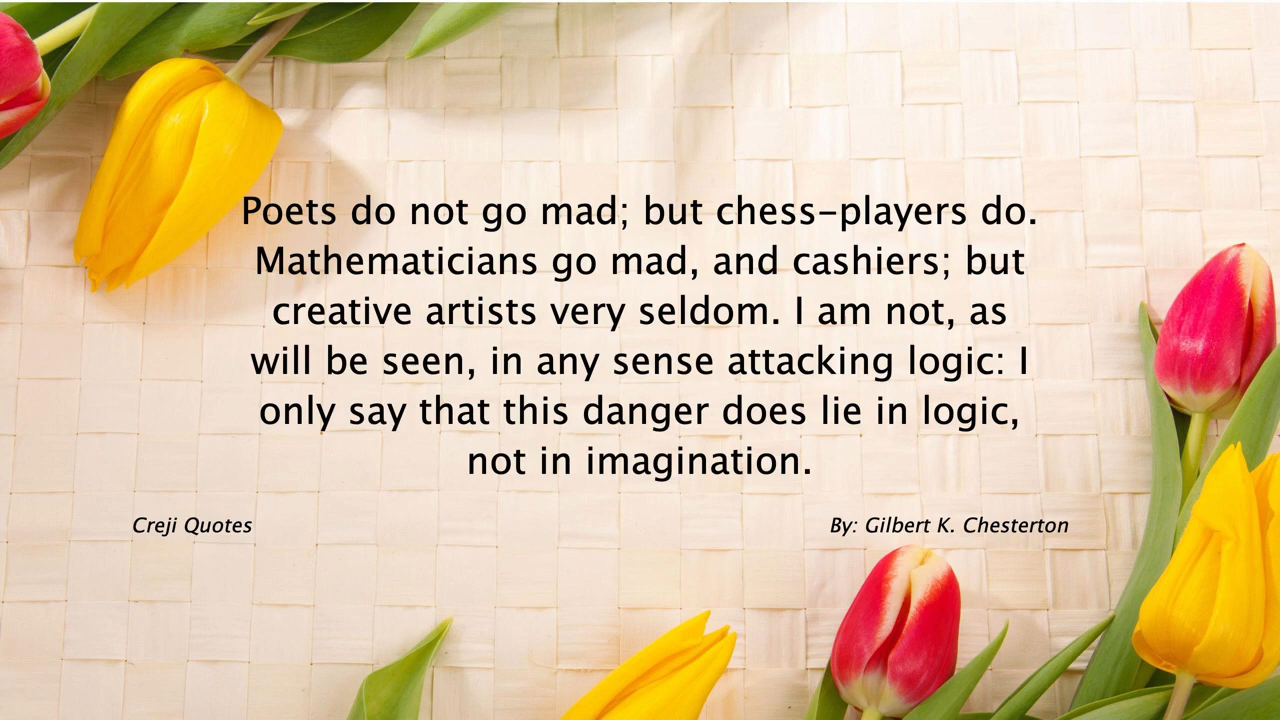 Poets do not go mad; but chess-players do.
Mathematicians go mad, and cashiers; but
creative artists very seldom. I am not, as
will be seen, in any sense attacking logic: I
only say that this danger does lie in logic,
not in imagination.
Creji Quotes
By: Gilbert K. Chesterton